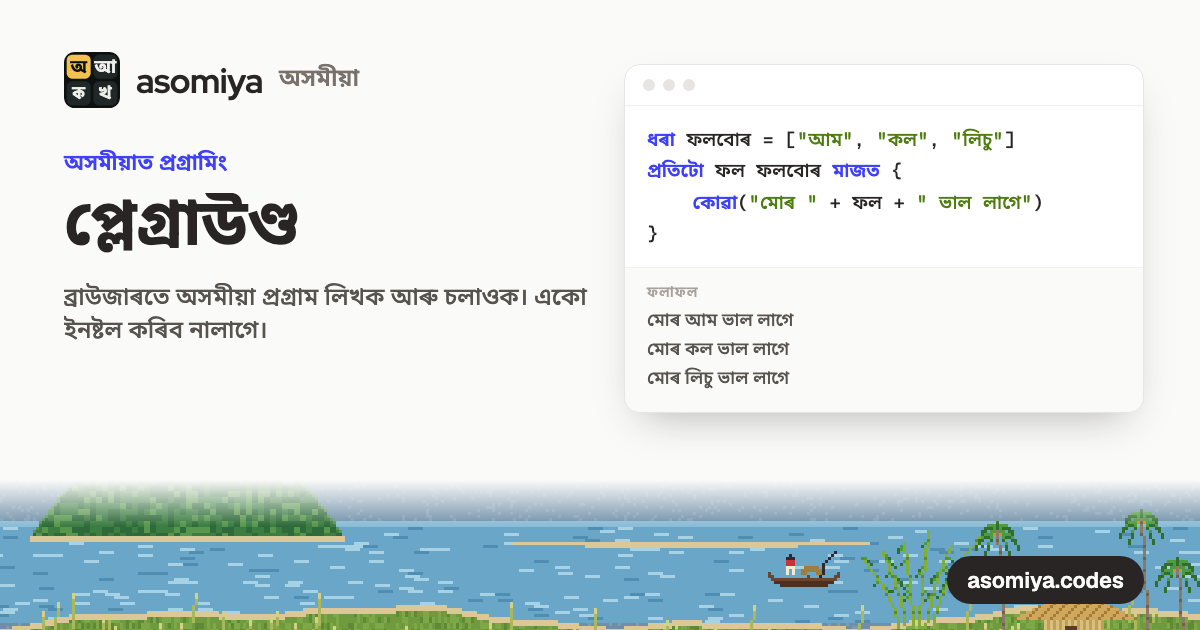 অ আ
ক খ
asomiya অসমীয়া
অসমীয়াত প্ৰগ্ৰামিং
প্লেগ্ৰাউণ্ড
ব্ৰাউজাৰতে অসমীয়া প্ৰগ্ৰাম লিখক আৰু চলাওক। একো
ইনষ্টল কৰিব নালাগে।
ধৰা ফলবোৰ = ["আম", "কল", "লিচু"]
প্ৰতিটো ফল ফলবোৰ মাজত {
    কোৱা("মোৰ " + ফল + " ভাল লাগে")
}
ফলাফল
মোৰ আম ভাল লাগে
মোৰ কল ভাল লাগে
মোৰ লিচু ভাল লাগে
asomiya.codes